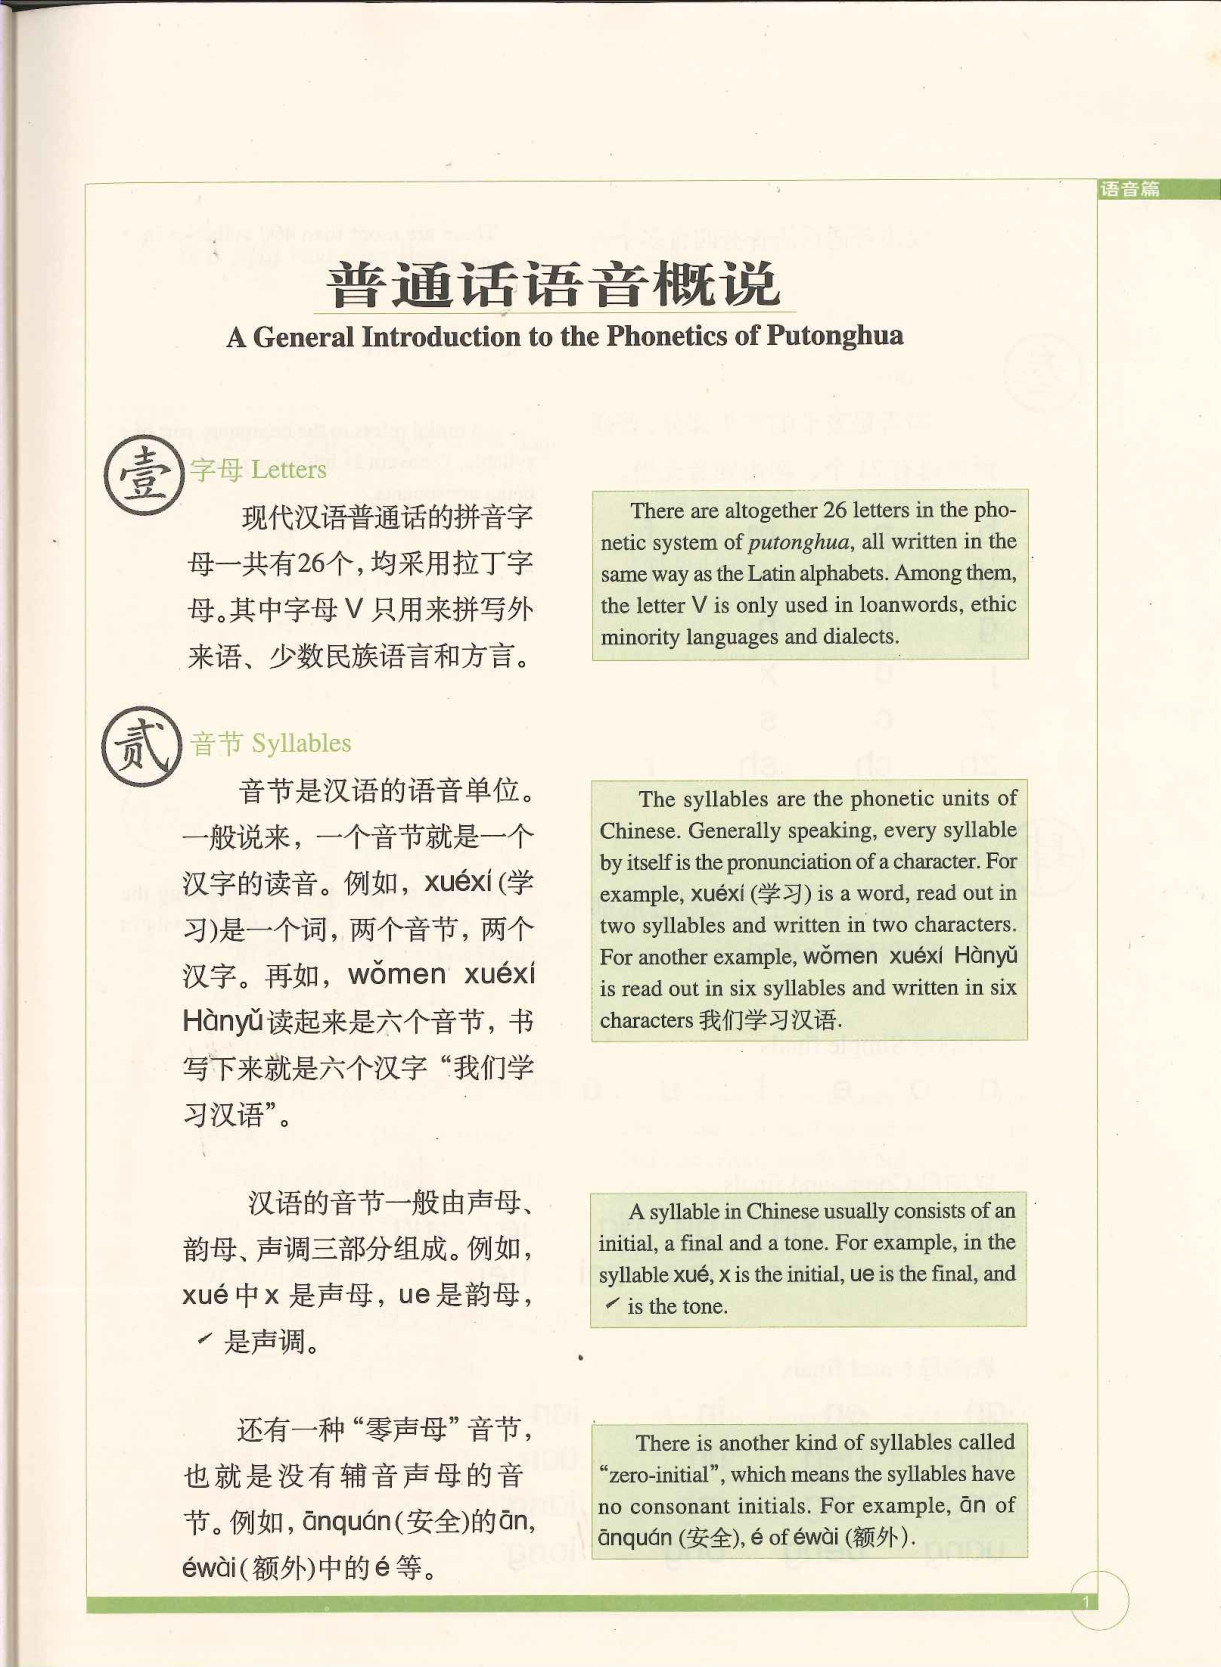 语音篇
普通话语音概说
A General Introduction to the Phonetics of Putonghua
壹
字母 Letters
现代汉语普通话的拼音字
母一共有26个，均采用拉丁字
母。其中字母 V 只用来拼写外
来语、少数民族语言和方言。
There are altogether 26 letters in the pho-
netic system of putonghua, all written in the
same way as the Latin alphabets. Among them,
the letter V is only used in loanwords, ethic
minority languages and dialects.
贰
音节 Syllables
音节是汉语的语音单位。
一般说来，一个音节就是一个
汉字的读音。例如，xuéxí (学
习)是一个词，两个音节，两个
汉字。再如，wǒmen xuéxí
Hànyǔ读起来是六个音节，书
写下来就是六个汉字“我们学
习汉语”。
The syllables are the phonetic units of
Chinese. Generally speaking, every syllable
by itself is the pronunciation of a character. For
example, xuéxí (学习) is a word, read out in
two syllables and written in two characters.
For another example, wǒmen xuéxí Hànyǔ
is read out in six syllables and written in six
characters 我们学习汉语.
汉语的音节一般由声母、
韵母、声调三部分组成。例如，
xué 中 x 是声母，ue 是韵母，
ˊ 是声调。
A syllable in Chinese usually consists of an
initial, a final and a tone. For example, in the
syllable xué, x is the initial, ue is the final, and
ˊ is the tone.
还有一种“零声母”音节，
也就是没有辅音声母的音
节。例如，ānquán(安全)的ān,
éwài(额外)中的é等。
There is another kind of syllables called
“zero-initial”, which means the syllables have
no consonant initials. For example, ān of
ānquán (安全), é of éwài (额外).
1